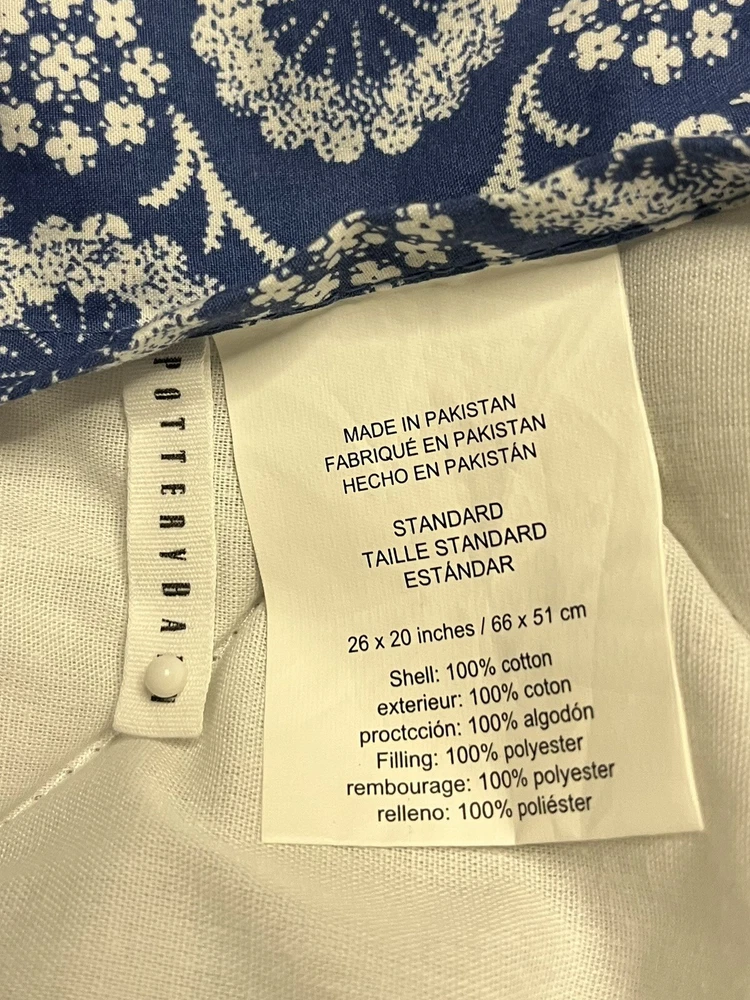 POTTERYBA
MADE IN PAKISTAN
FABRIQUÉ EN PAKISTAN
HECHO EN PAKISTÁN
STANDARD
TAILLE STANDARD
ESTÁNDAR
26 x 20 inches / 66 x 51 cm
Shell: 100% cotton
exterieur: 100% coton
proctcción: 100% algodón
Filling: 100% polyester
rembourage: 100% polyester
relleno: 100% poliéster